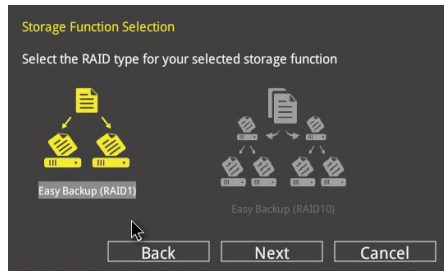 Storage Function Selection
Select the RAID type for your selected storage function
Easy Backup (RAID1)
Easy Backup (RAID10)
Back
Next
Cancel